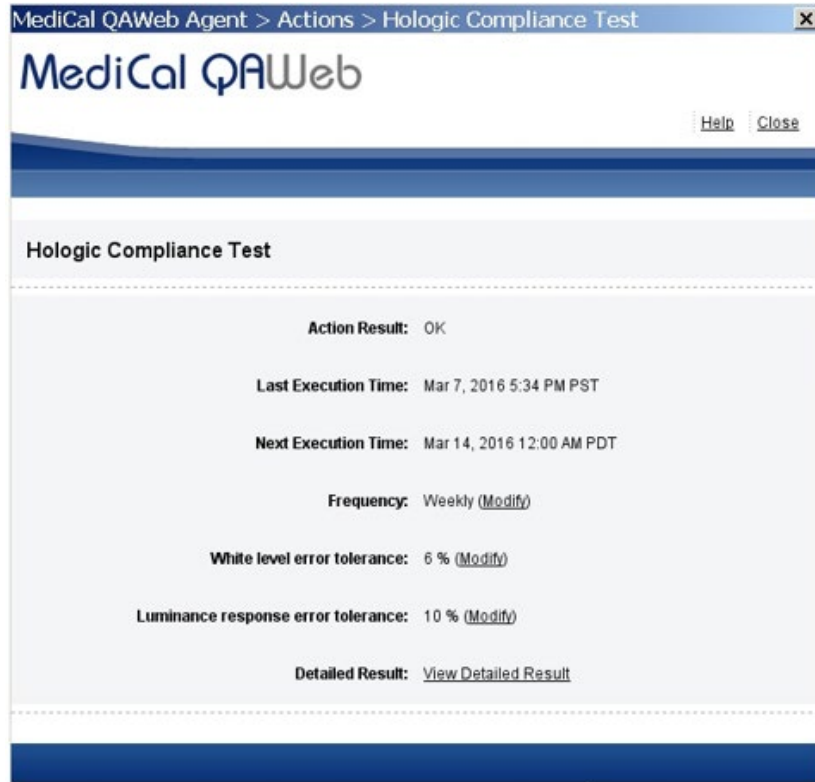 MediCal QAWeb Agent > Actions > Hologic Compliance Test
MediCal QAWeb
Help Close
Hologic Compliance Test
Action Result: OK
Last Execution Time: Mar 7, 2016 5:34 PM PST
Next Execution Time: Mar 14, 2016 12:00 AM PDT
Frequency: Weekly (Modify)
White level error tolerance: 6 % (Modify)
Luminance response error tolerance: 10 % (Modify)
Detailed Result: View Detailed Result